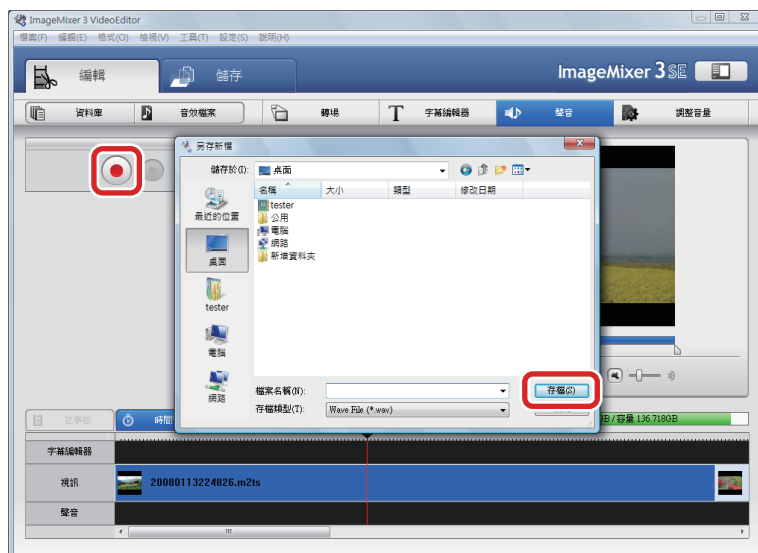 ImageMixer 3 VideoEditor
檔案(F) 編輯(E) 格式(O) 檢視(V) 工具(T) 設定(S) 說明(H)
編輯
儲存
ImageMixer 3 SE
資料庫
音效檔案
轉場
T 字幕編輯器
聲音
調整音量
另存新檔
儲存於(I):
桌面
名稱
大小
類型
修改日期
tester
公用
電腦
網路
新增資料夾
最近的位置
桌面
tester
電腦
網路
檔案名稱(N):
存檔(S)
存檔類型(T):
Wave File (*.wav)
記事板
時間
GB / 容量 136.718GB
字幕編輯器
視訊
20080113224826.m2ts
聲音